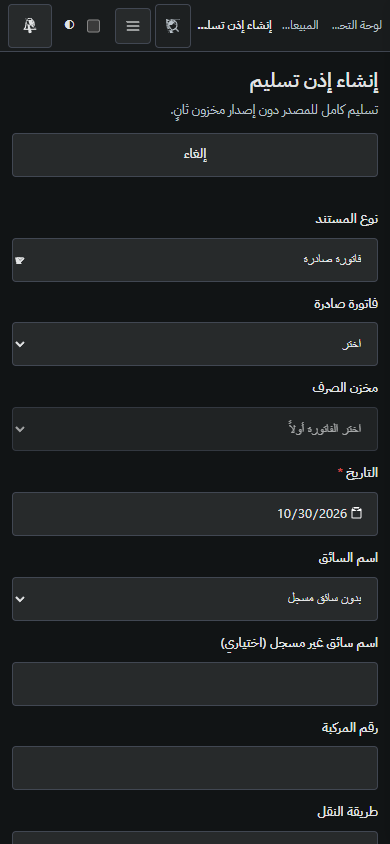 لوحة التح... المبيعا... إنشاء إذن تسلي...
إنشاء إذن تسليم
تسليم كامل للمصدر دون إصدار مخزون ثانٍ.
إلغاء
نوع المستند
فاتورة صادرة
فاتورة صادرة
اختر
مخزن الصرف
اختر الفاتورة أولاً
التاريخ *
10/30/2026
اسم السائق
بدون سائق مسجل
اسم سائق غير مسجل (اختياري)
رقم المركبة
طريقة النقل